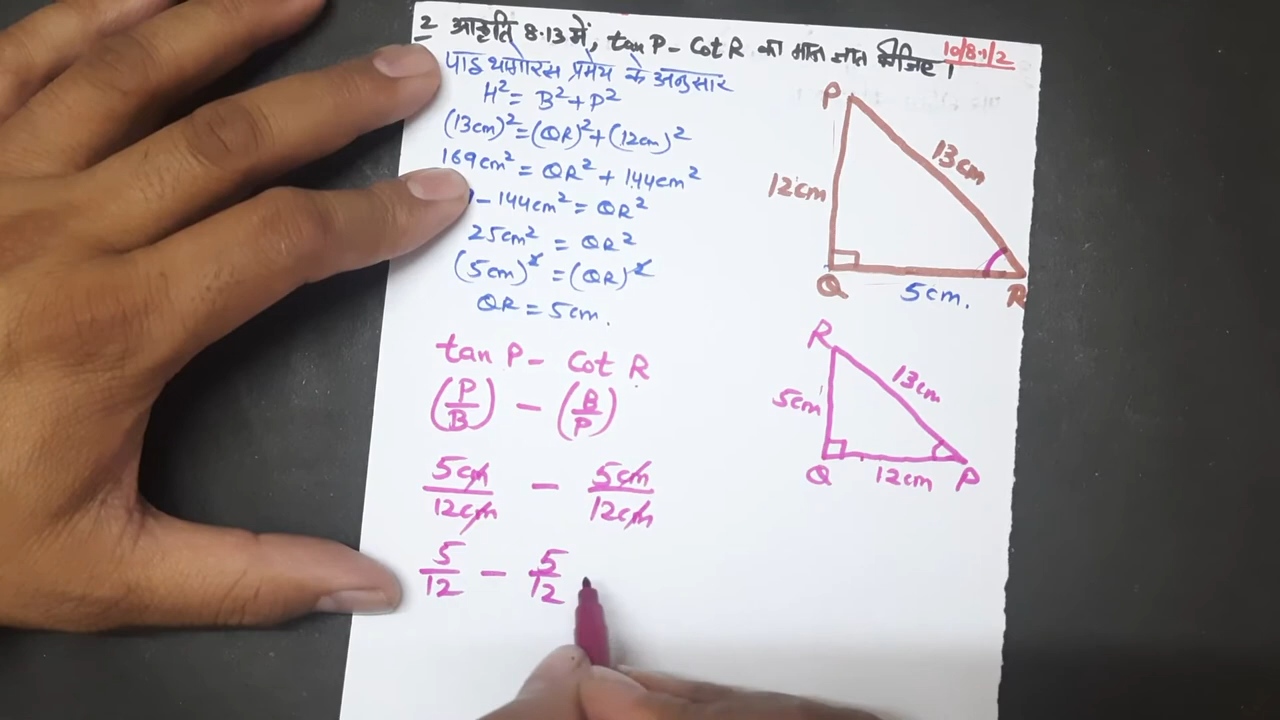 2 आकृति 8.13 में, tan P - Cot R का मान ज्ञात कीजिए।
10/8.1/2
पाइथागोरस प्रमेय के अनुसार
H² = B² + P²
(13cm)² = (QR)² + (12cm)²
169cm² = QR² + 144cm²
- 144cm² = QR²
25cm² = QR²
(5cm)² = (QR)²
QR = 5cm.
tan P - Cot R
(P/B) - (B/P)
5cm/12cm - 5cm/12cm
5/12 - 5/12
P
12cm
13cm
Q
5cm.
R
R
5cm
13cm
Q
12cm
P